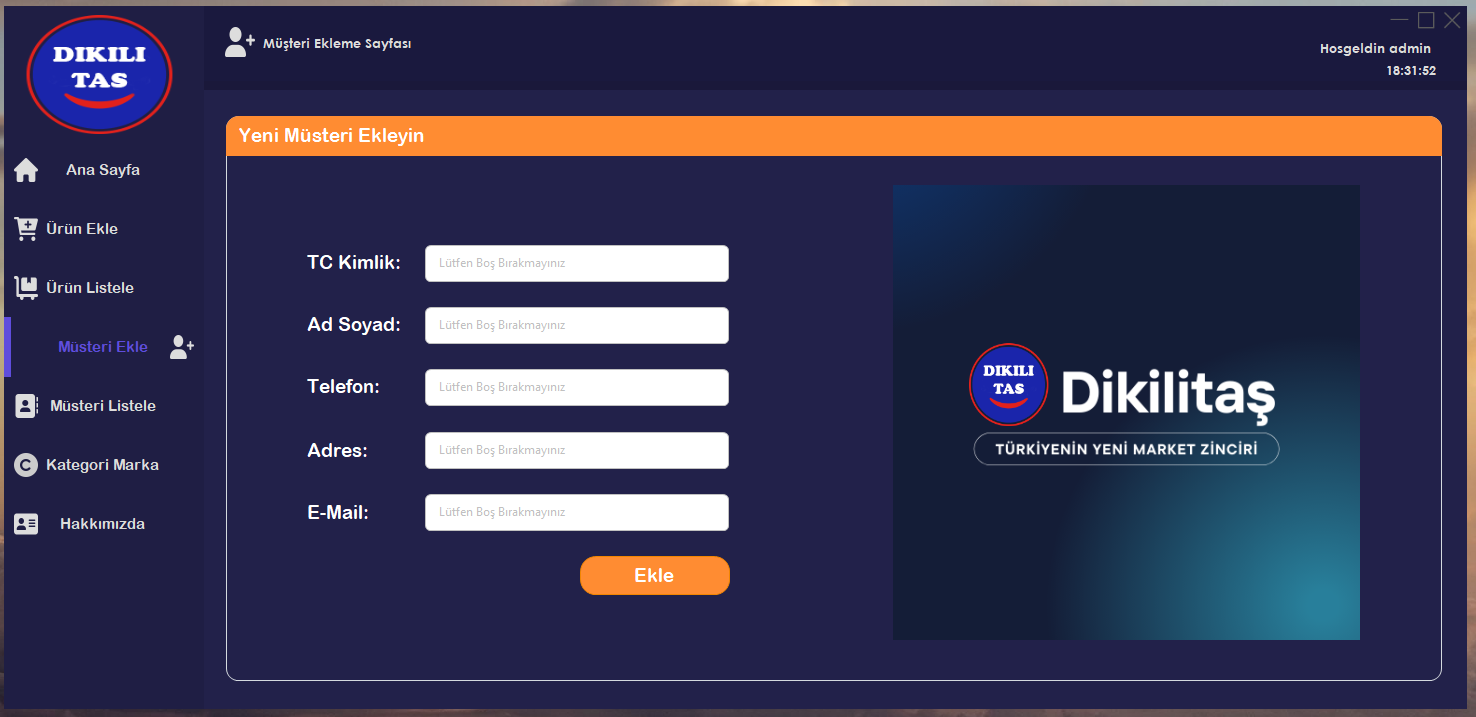 DIKILI
TAS
Müşteri Ekleme Sayfası
Hosgeldin admin
18:31:52
Ana Sayfa
Ürün Ekle
Ürün Listele
Müsteri Ekle
Müsteri Listele
Kategori Marka
Hakkımızda
Yeni Müsteri Ekleyin
TC Kimlik: Lütfen Boş Bırakmayınız
Ad Soyad: Lütfen Boş Bırakmayınız
Telefon: Lütfen Boş Bırakmayınız
Adres: Lütfen Boş Bırakmayınız
E-Mail: Lütfen Boş Bırakmayınız
Ekle
DIKILI
TAS
Dikilitaş
TÜRKİYENİN YENİ MARKET ZİNCİRİ